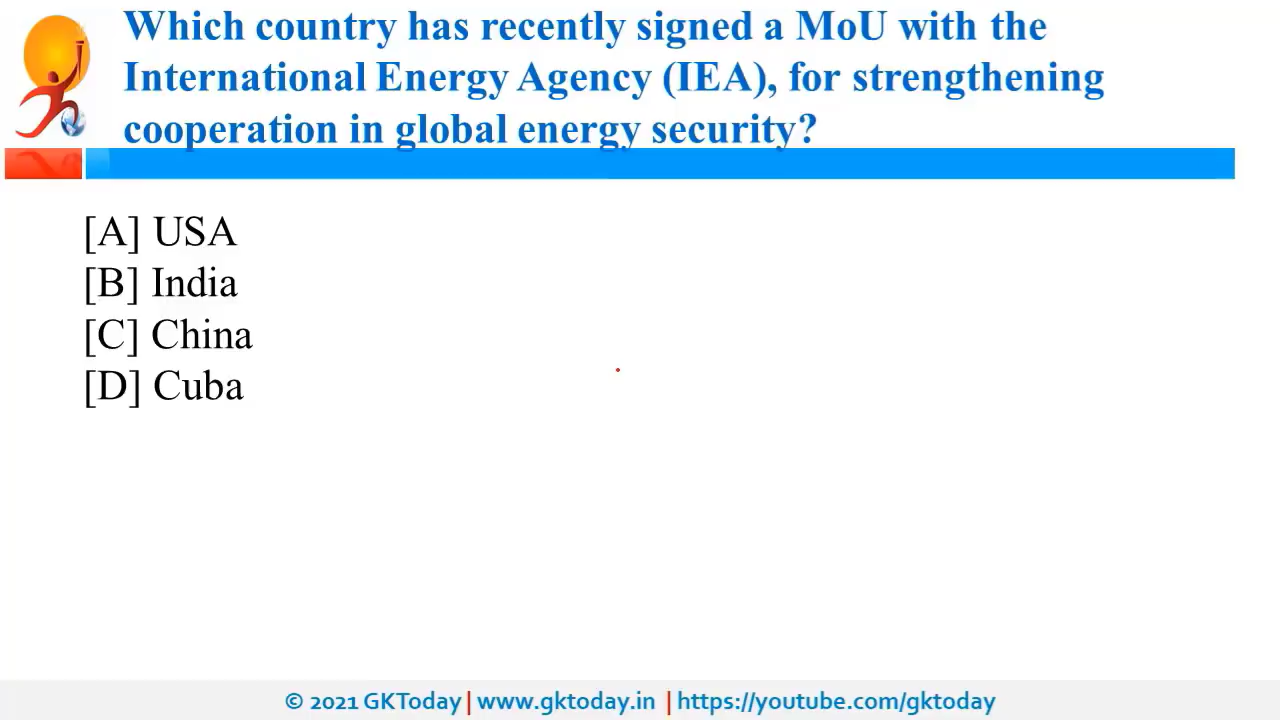 Which country has recently signed a MoU with the
International Energy Agency (IEA), for strengthening
cooperation in global energy security?
[A] USA
[B] India
[C] China
[D] Cuba
© 2021 GKToday | www.gktoday.in | https://youtube.com/gktoday